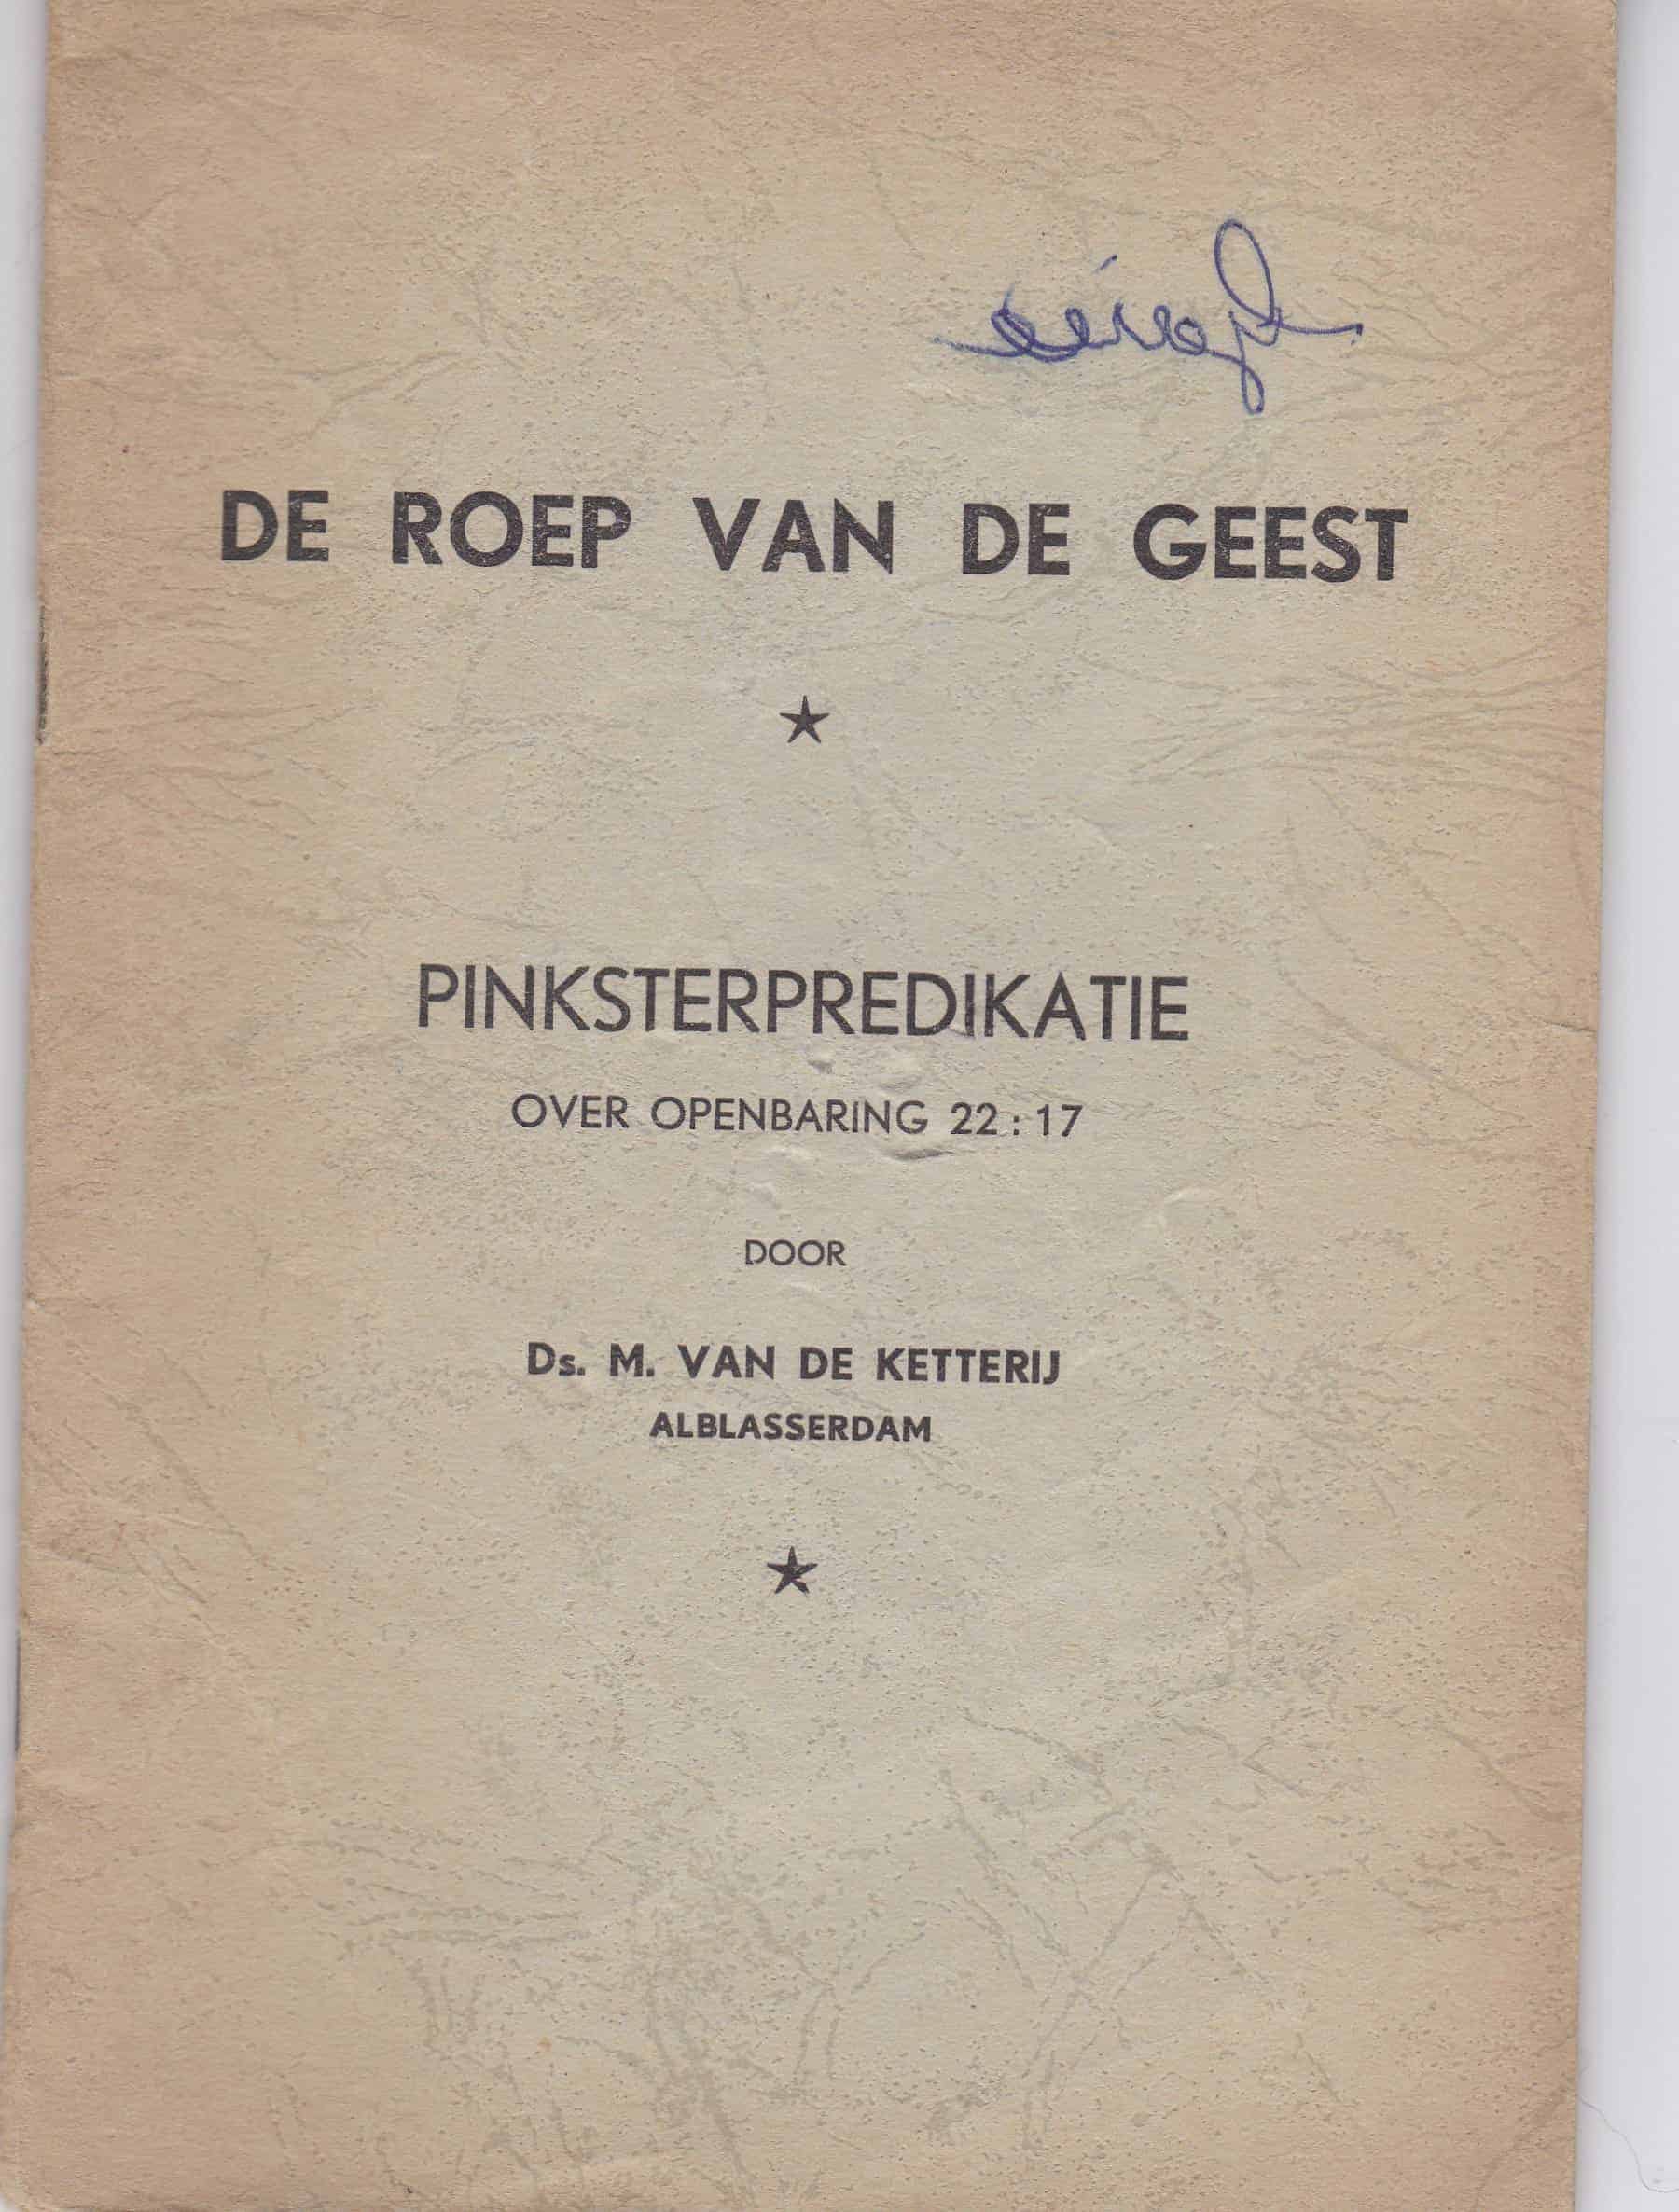 DE ROEP VAN DE GEEST
PINKSTERPREDIKATIE
OVER OPENBARING 22 : 17
DOOR
Ds. M. VAN DE KETTERIJ
ALBLASSERDAM